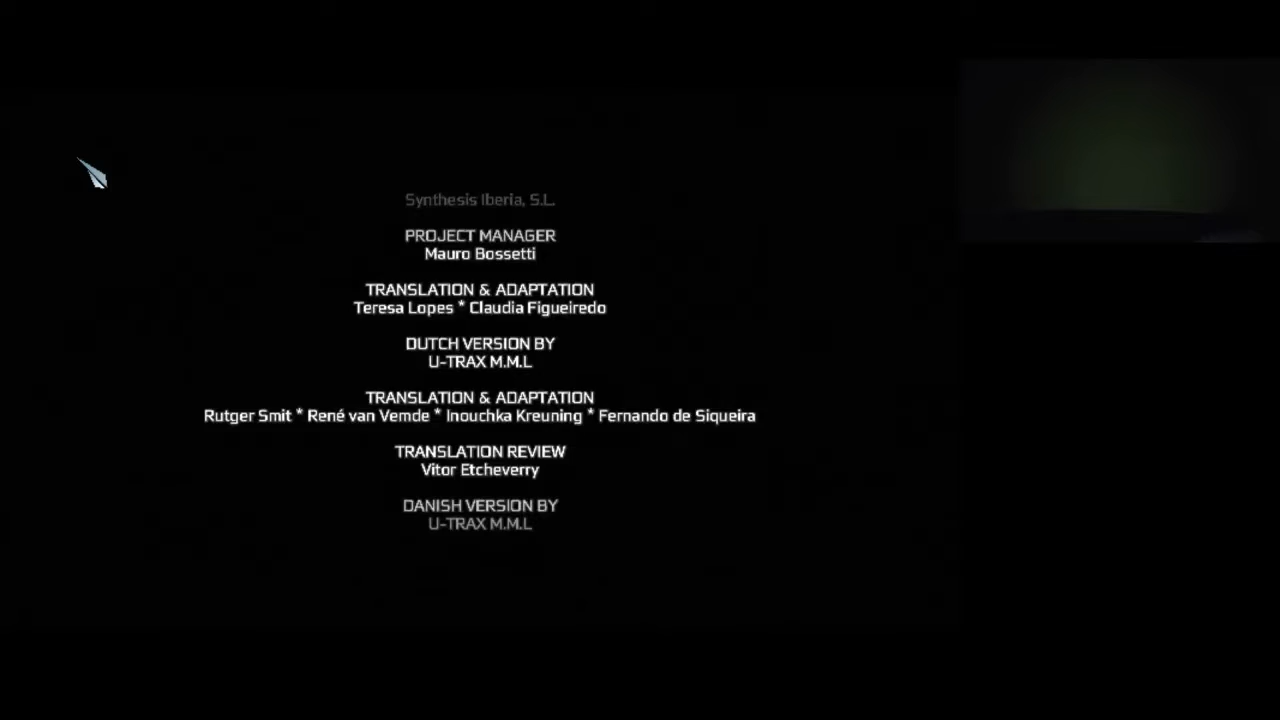 Synthesis Iberia, S.L.
PROJECT MANAGER
Mauro Bossetti
TRANSLATION & ADAPTATION
Teresa Lopes * Claudia Figueiredo
DUTCH VERSION BY
U-TRAX M.M.L
TRANSLATION & ADAPTATION
Rutger Smit * René van Vemde * Inouchka Kreuning * Fernando de Siqueira
TRANSLATION REVIEW
Vitor Etcheverry
DANISH VERSION BY
U-TRAX M.M.L